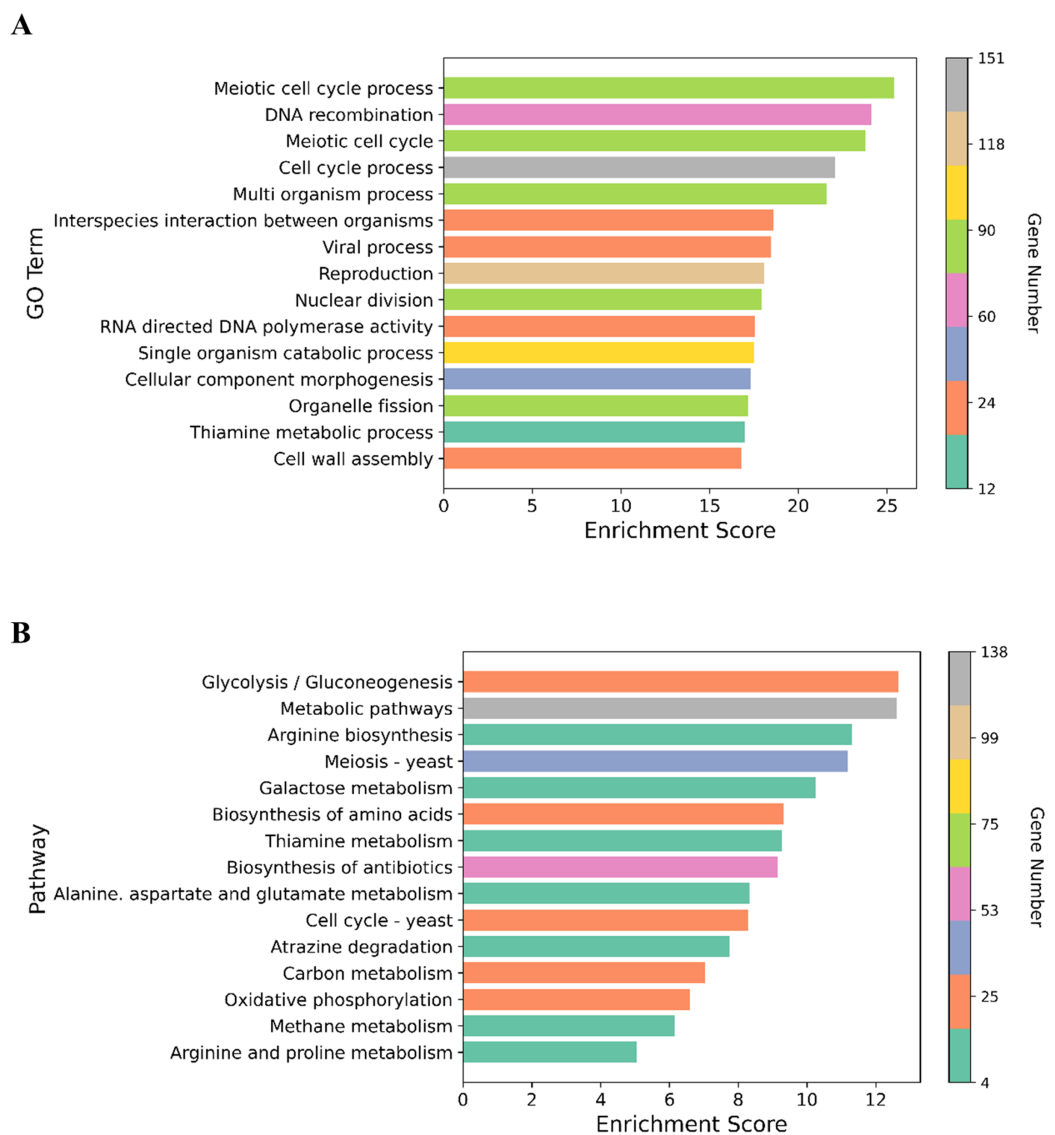 A
Meiotic cell cycle process
DNA recombination
Meiotic cell cycle
Cell cycle process
Multi organism process
Interspecies interaction between organisms
Viral process
Reproduction
Nuclear division
RNA directed DNA polymerase activity
Single organism catabolic process
Cellular component morphogenesis
Organelle fission
Thiamine metabolic process
Cell wall assembly
GO Term
0 5 10 15 20 25
Enrichment Score
151
118
90
60
24
12
Gene Number
B
Glycolysis / Gluconeogenesis
Metabolic pathways
Arginine biosynthesis
Meiosis - yeast
Galactose metabolism
Biosynthesis of amino acids
Thiamine metabolism
Biosynthesis of antibiotics
Alanine. aspartate and glutamate metabolism
Cell cycle - yeast
Atrazine degradation
Carbon metabolism
Oxidative phosphorylation
Methane metabolism
Arginine and proline metabolism
Pathway
0 2 4 6 8 10 12
Enrichment Score
138
99
75
53
25
4
Gene Number